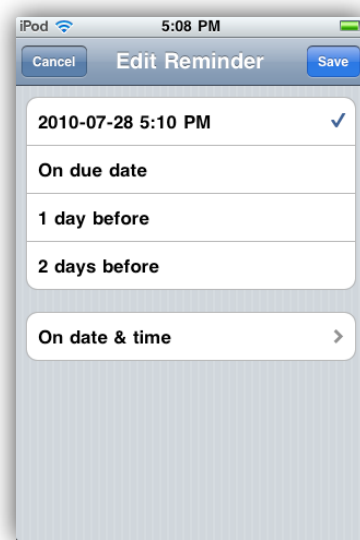 iPod 5:08 PM
Cancel Edit Reminder Save
2010-07-28 5:10 PM
On due date
1 day before
2 days before
On date & time